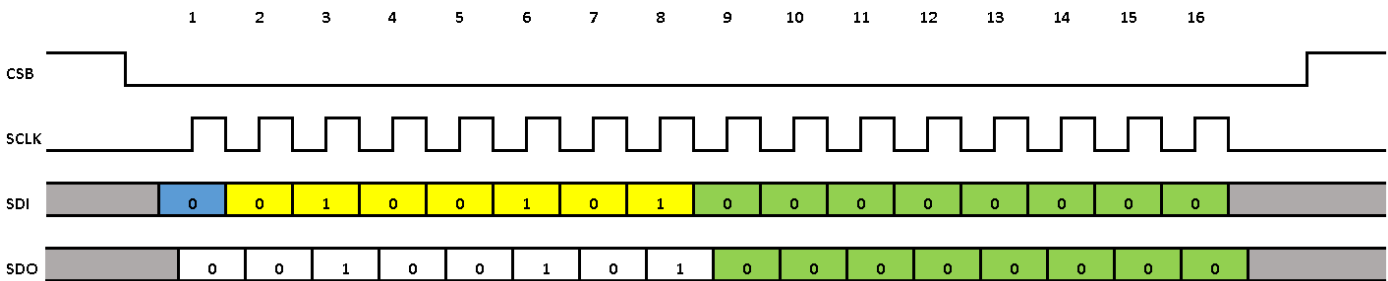 1 2 3 4 5 6 7 8 9 10 11 12 13 14 15 16
CSB
SCLK
SDI 0 0 1 0 0 1 0 1 0 0 0 0 0 0 0 0
SDO 0 0 1 0 0 1 0 1 0 0 0 0 0 0 0 0